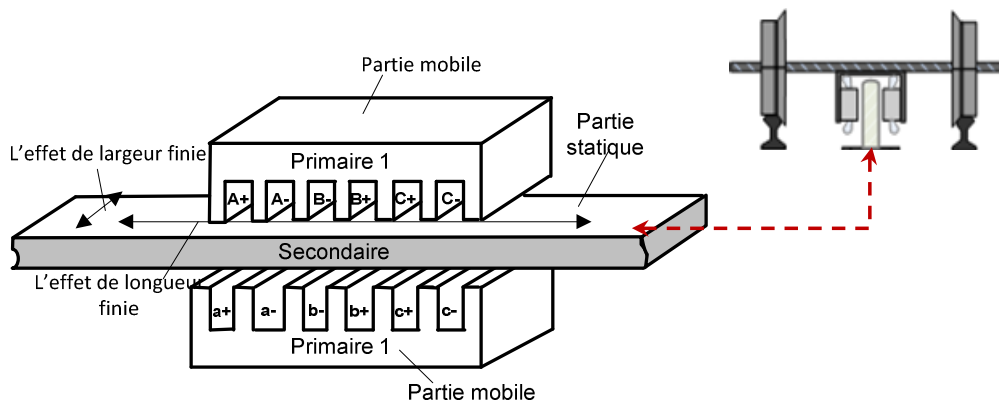 Partie mobile
Partie
statique
L'effet de largeur finie
Primaire 1
A+ A- B- B+ C+ C-
Secondaire
L'effet de longueur
finie
a+ a- b- b+ c+ c-
Primaire 1
Partie mobile